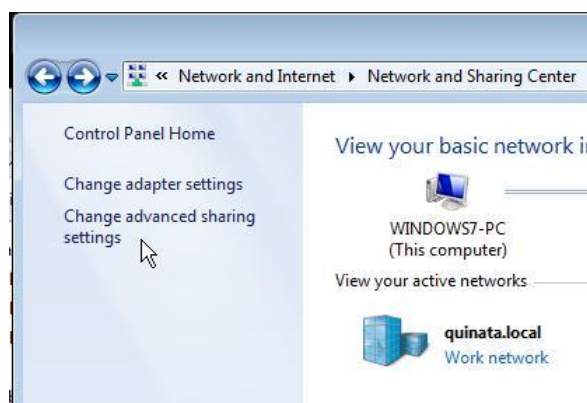 « Network and Internet ▸ Network and Sharing Center
Control Panel Home
Change adapter settings
Change advanced sharing
settings
View your basic network
WINDOWS7-PC
(This computer)
View your active networks
quinata.local
Work network